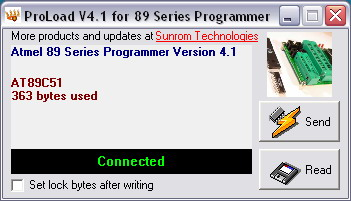 ProLoad V4.1 for 89 Series Programmer
More products and updates at Sunrom Technologies
Atmel 89 Series Programmer Version 4.1
AT89C51
363 bytes used
Send
Connected
Read
Set lock bytes after writing